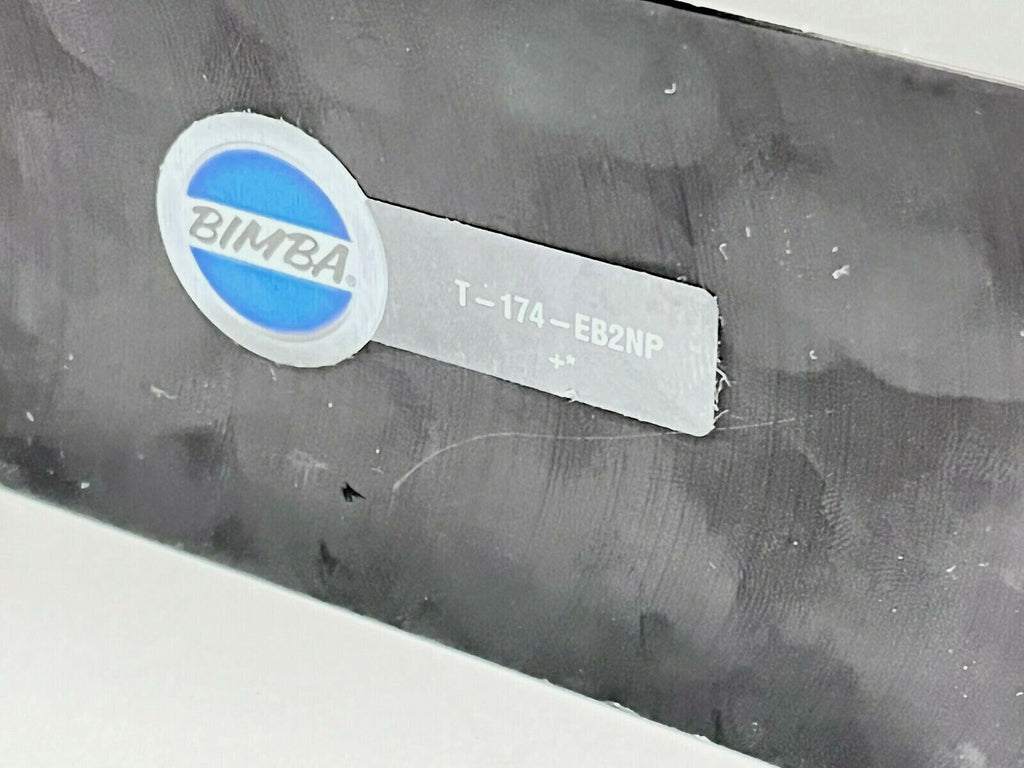 BIMBA®
T-174-EB2NP
+*